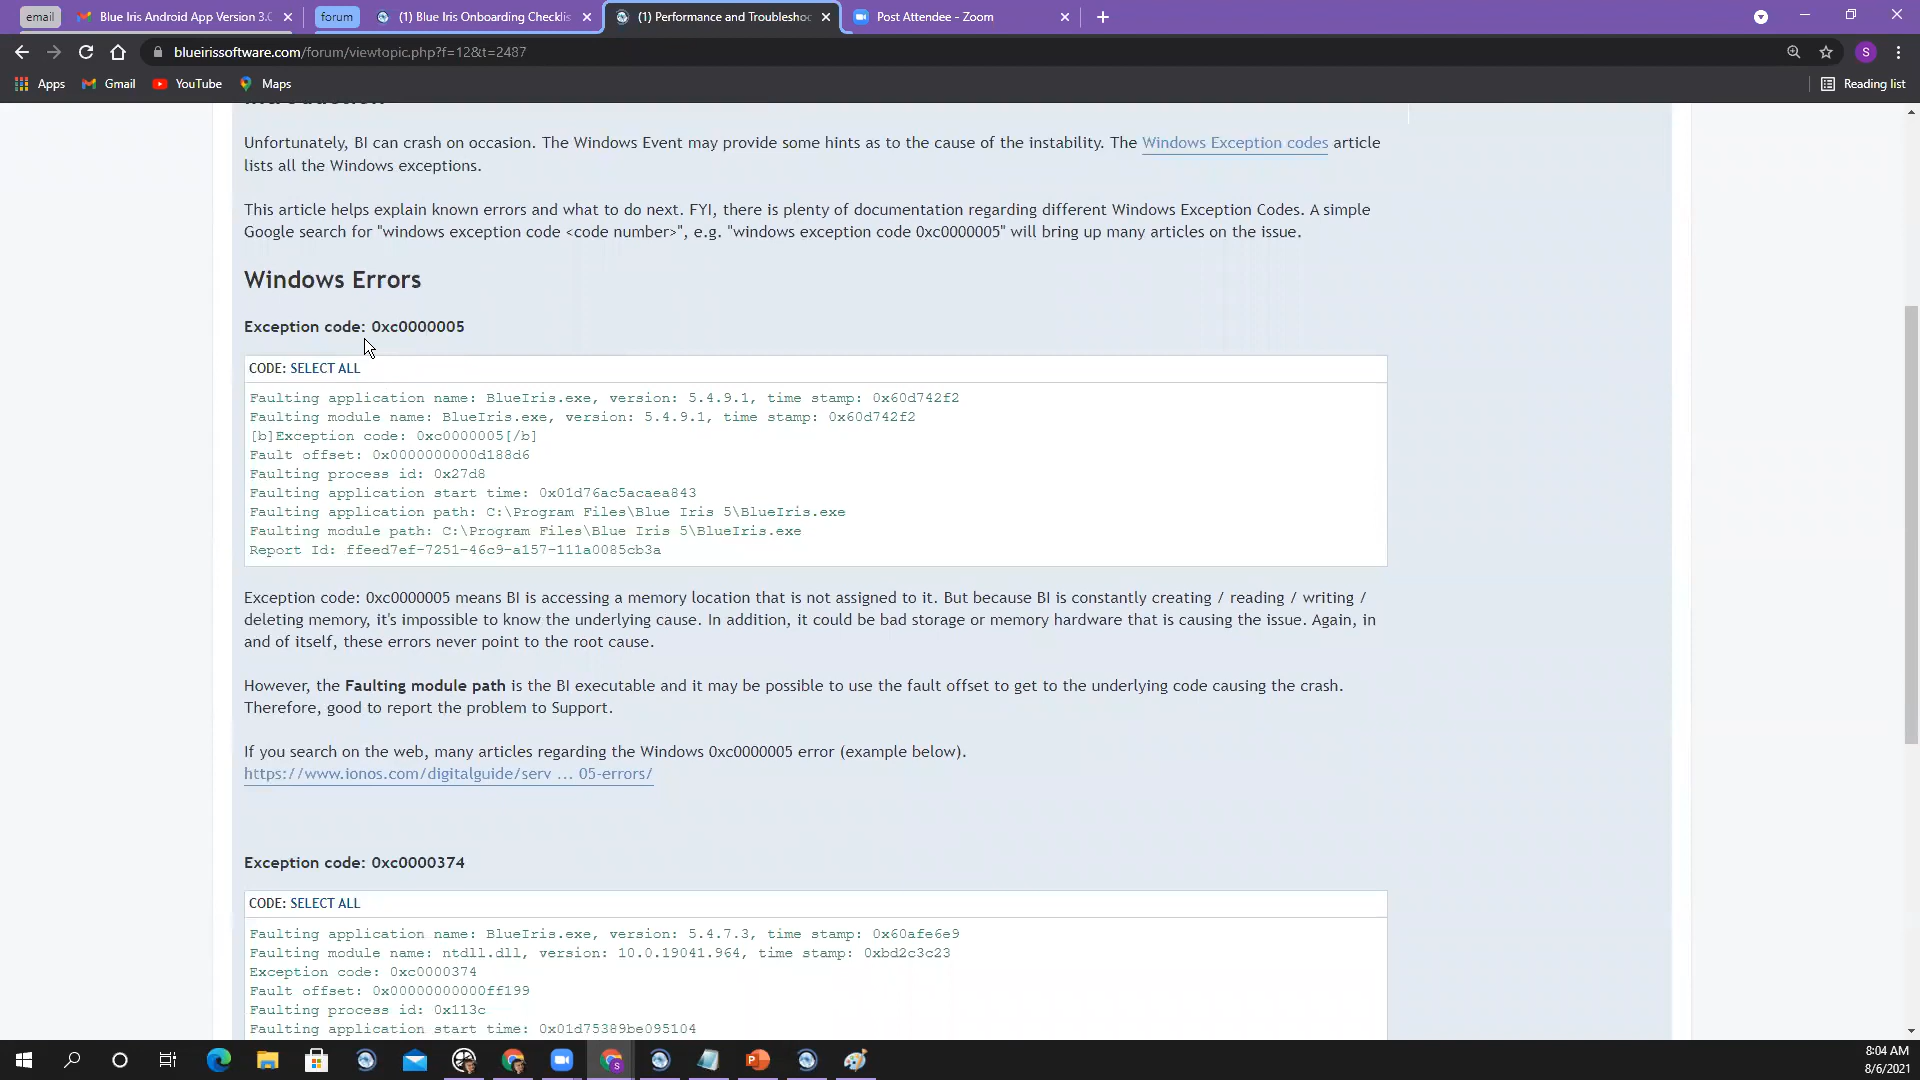 email
Blue Iris Android App Version 3.0
forum
(1) Blue Iris Onboarding Checklis
(1) Performance and Troubleshoo
Post Attendee - Zoom
blueirissoftware.com/forum/viewtopic.php?f=12&t=2487
S
Apps
Gmail
YouTube
Maps
Reading list
Introduction
Unfortunately, BI can crash on occasion. The Windows Event may provide some hints as to the cause of the instability. The Windows Exception codes article
lists all the Windows exceptions.
This article helps explain known errors and what to do next. FYI, there is plenty of documentation regarding different Windows Exception Codes. A simple
Google search for "windows exception code <code number>", e.g. "windows exception code 0xc0000005" will bring up many articles on the issue.
Windows Errors
Exception code: 0xc0000005
CODE: SELECT ALL
Faulting application name: BlueIris.exe, version: 5.4.9.1, time stamp: 0x60d742f2
Faulting module name: BlueIris.exe, version: 5.4.9.1, time stamp: 0x60d742f2
[b]Exception code: 0xc0000005[/b]
Fault offset: 0x0000000000d188d6
Faulting process id: 0x27d8
Faulting application start time: 0x01d76ac5acaea843
Faulting application path: C:\Program Files\Blue Iris 5\BlueIris.exe
Faulting module path: C:\Program Files\Blue Iris 5\BlueIris.exe
Report Id: ffeed7ef-7251-46c9-a157-111a0085cb3a
Exception code: 0xc0000005 means BI is accessing a memory location that is not assigned to it. But because BI is constantly creating / reading / writing /
deleting memory, it's impossible to know the underlying cause. In addition, it could be bad storage or memory hardware that is causing the issue. Again, in
and of itself, these errors never point to the root cause.
However, the Faulting module path is the BI executable and it may be possible to use the fault offset to get to the underlying code causing the crash.
Therefore, good to report the problem to Support.
If you search on the web, many articles regarding the Windows 0xc0000005 error (example below).
https://www.ionos.com/digitalguide/serv ... 05-errors/
Exception code: 0xc0000374
CODE: SELECT ALL
Faulting application name: BlueIris.exe, version: 5.4.7.3, time stamp: 0x60afe6e9
Faulting module name: ntdll.dll, version: 10.0.19041.964, time stamp: 0xbd2c3c23
Exception code: 0xc0000374
Fault offset: 0x00000000000ff199
Faulting process id: 0x113c
Faulting application start time: 0x01d75389be095104
8:04 AM
8/6/2021